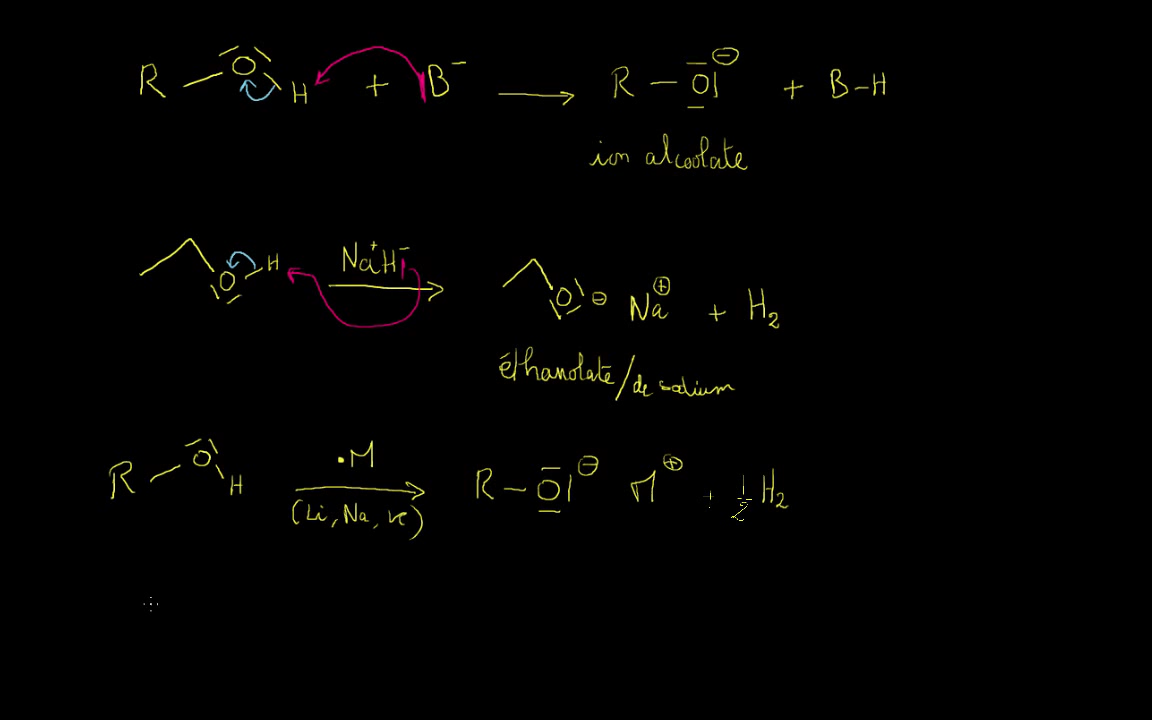 R – O H + B⁻ → R – O ⊖ + B-H
ion alcoolate
O H Na⁺H⁻ → O ⊖ Na ⊕ + H₂
éthanolate/de sodium
R – O H •M → R – O ⊖ M ⊕ + ½ H₂
(Li, Na, K)